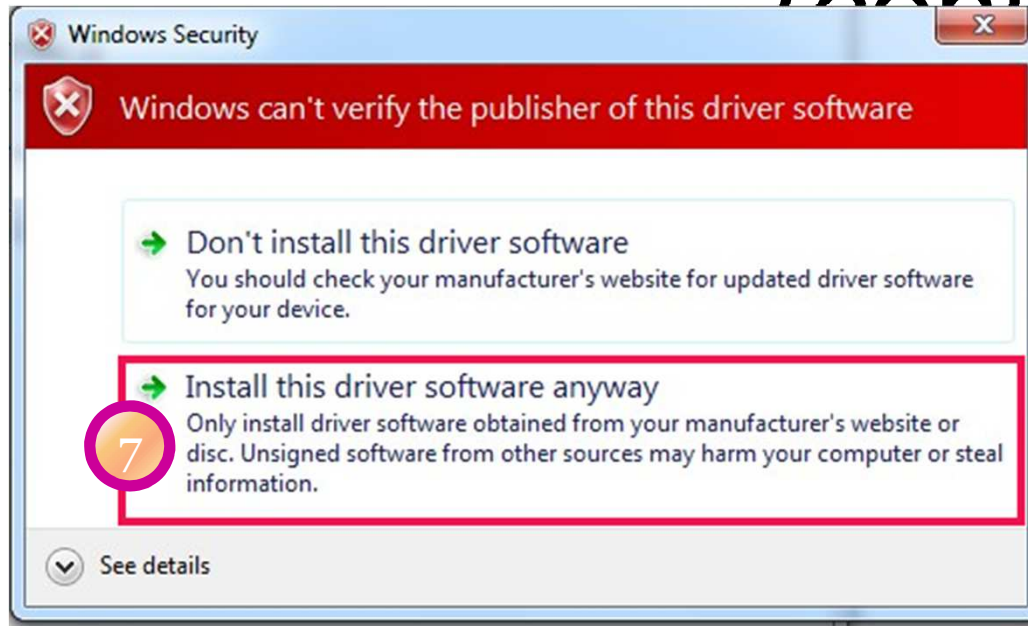 Windows Security
Windows can't verify the publisher of this driver software
Don't install this driver software
You should check your manufacturer's website for updated driver software
for your device.
Install this driver software anyway
Only install driver software obtained from your manufacturer's website or
disc. Unsigned software from other sources may harm your computer or steal
information.
7
See details